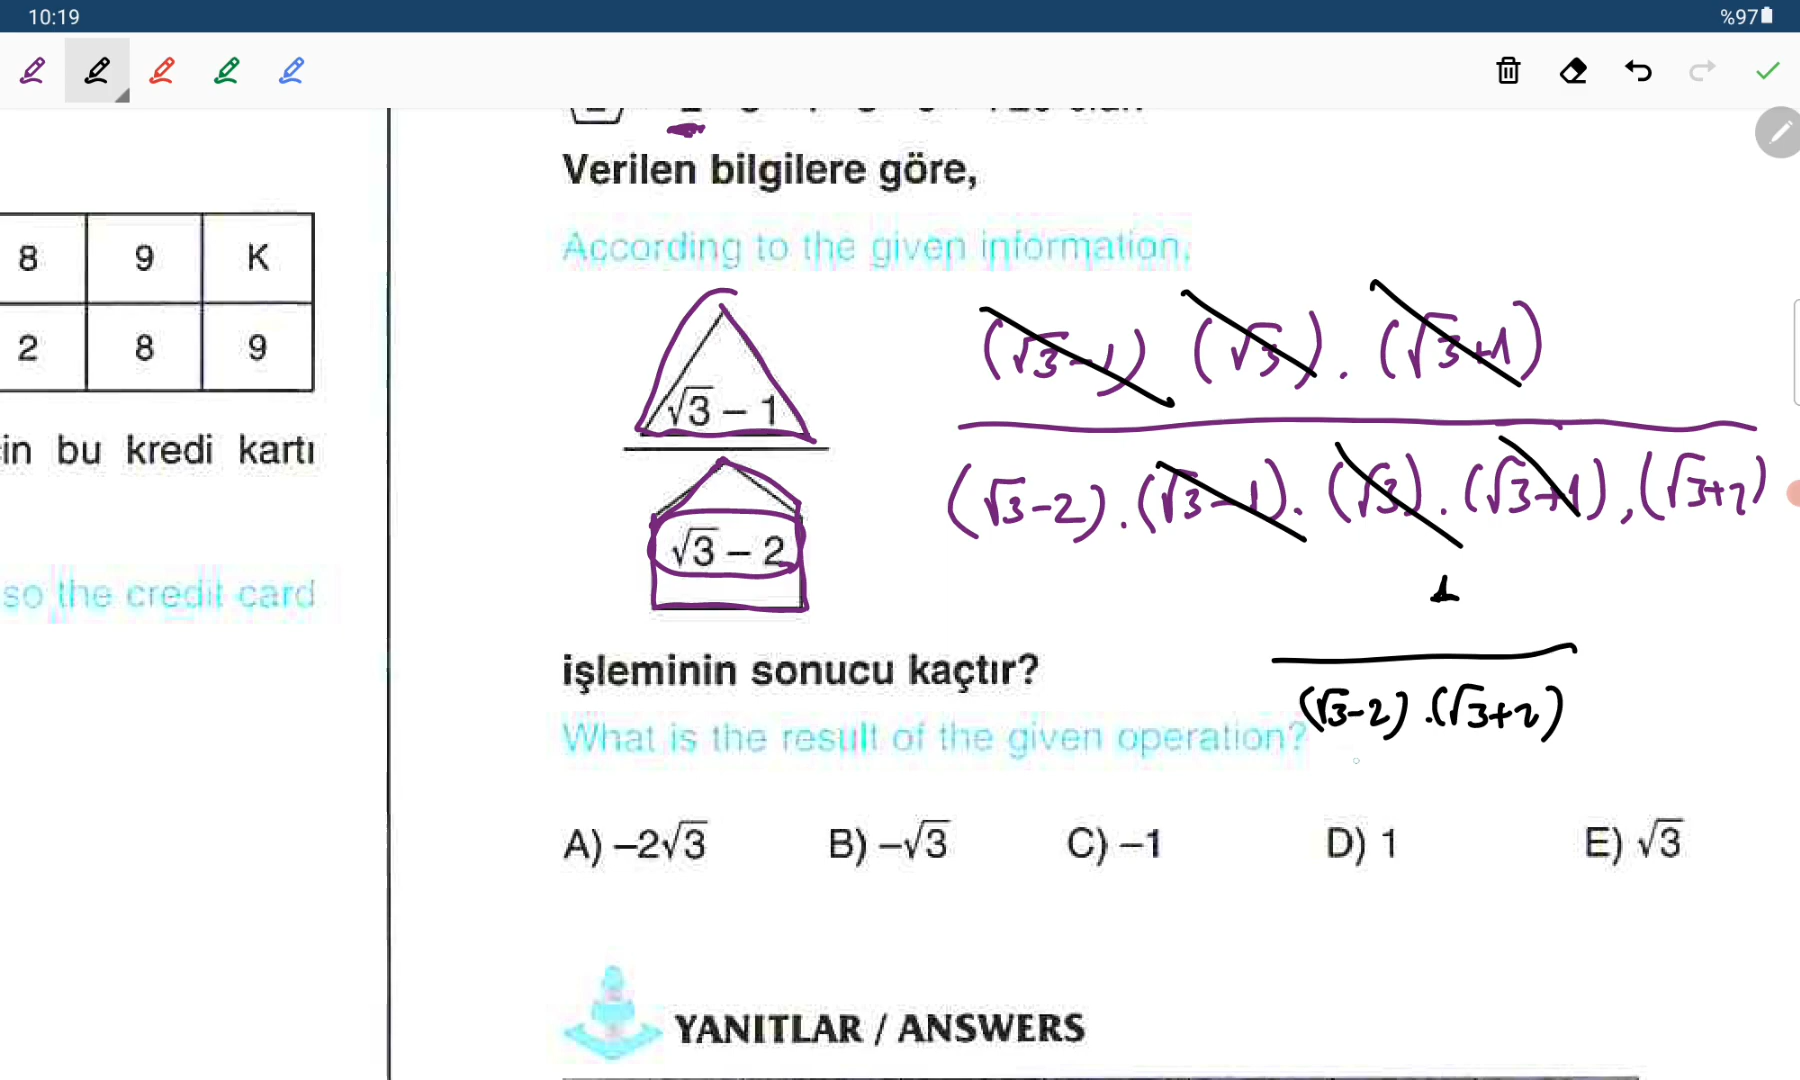 10:19
%97
Verilen bilgilere göre,
According to the given information,
8 9 K
2 8 9
in bu kredi kartı
so the credit card
√3 – 1
√3 – 2
(√3-1) (√3) . (√3+1)
(√3-2) . (√3-1) . (√3) . (√3+1) , (√3+2)
1
(√3-2) . (√3+2)
işleminin sonucu kaçtır?
What is the result of the given operation?
A) –2√3 B) –√3 C) –1 D) 1 E) √3
YANITLAR / ANSWERS